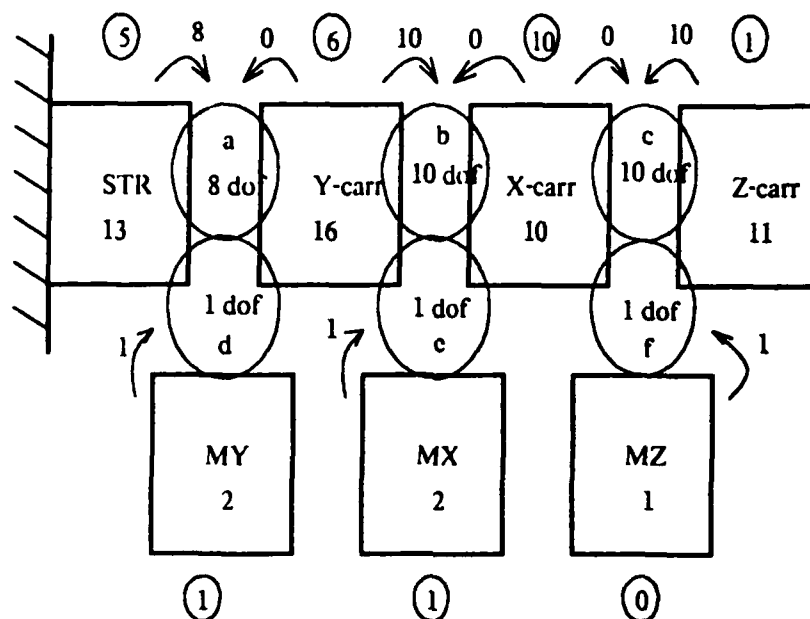 5 8 0 6 10 0 10 0 10 1
a b c
STR 8 dof Y-carr 10 dof X-carr 10 dof Z-carr
13 16 10 11
1 dof 1 dof 1 dof
1 d 1 e f 1
MY MX MZ
2 2 1
1 1 0